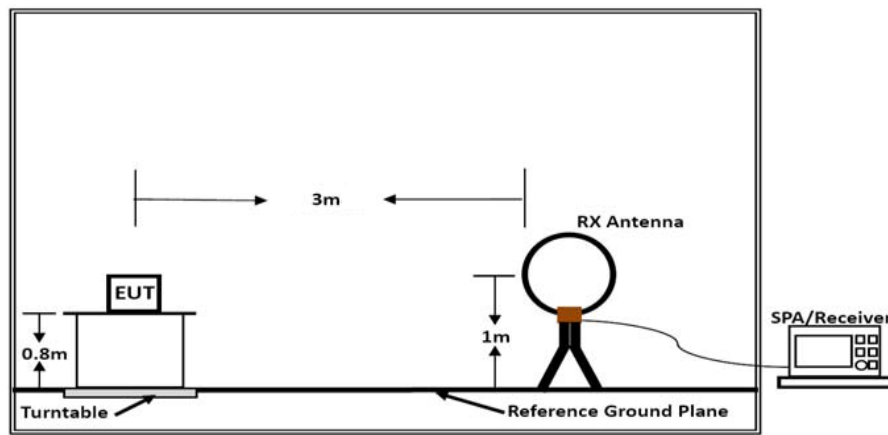 3m
RX Antenna
EUT
SPA/Receiver
0.8m
1m
Turntable
Reference Ground Plane